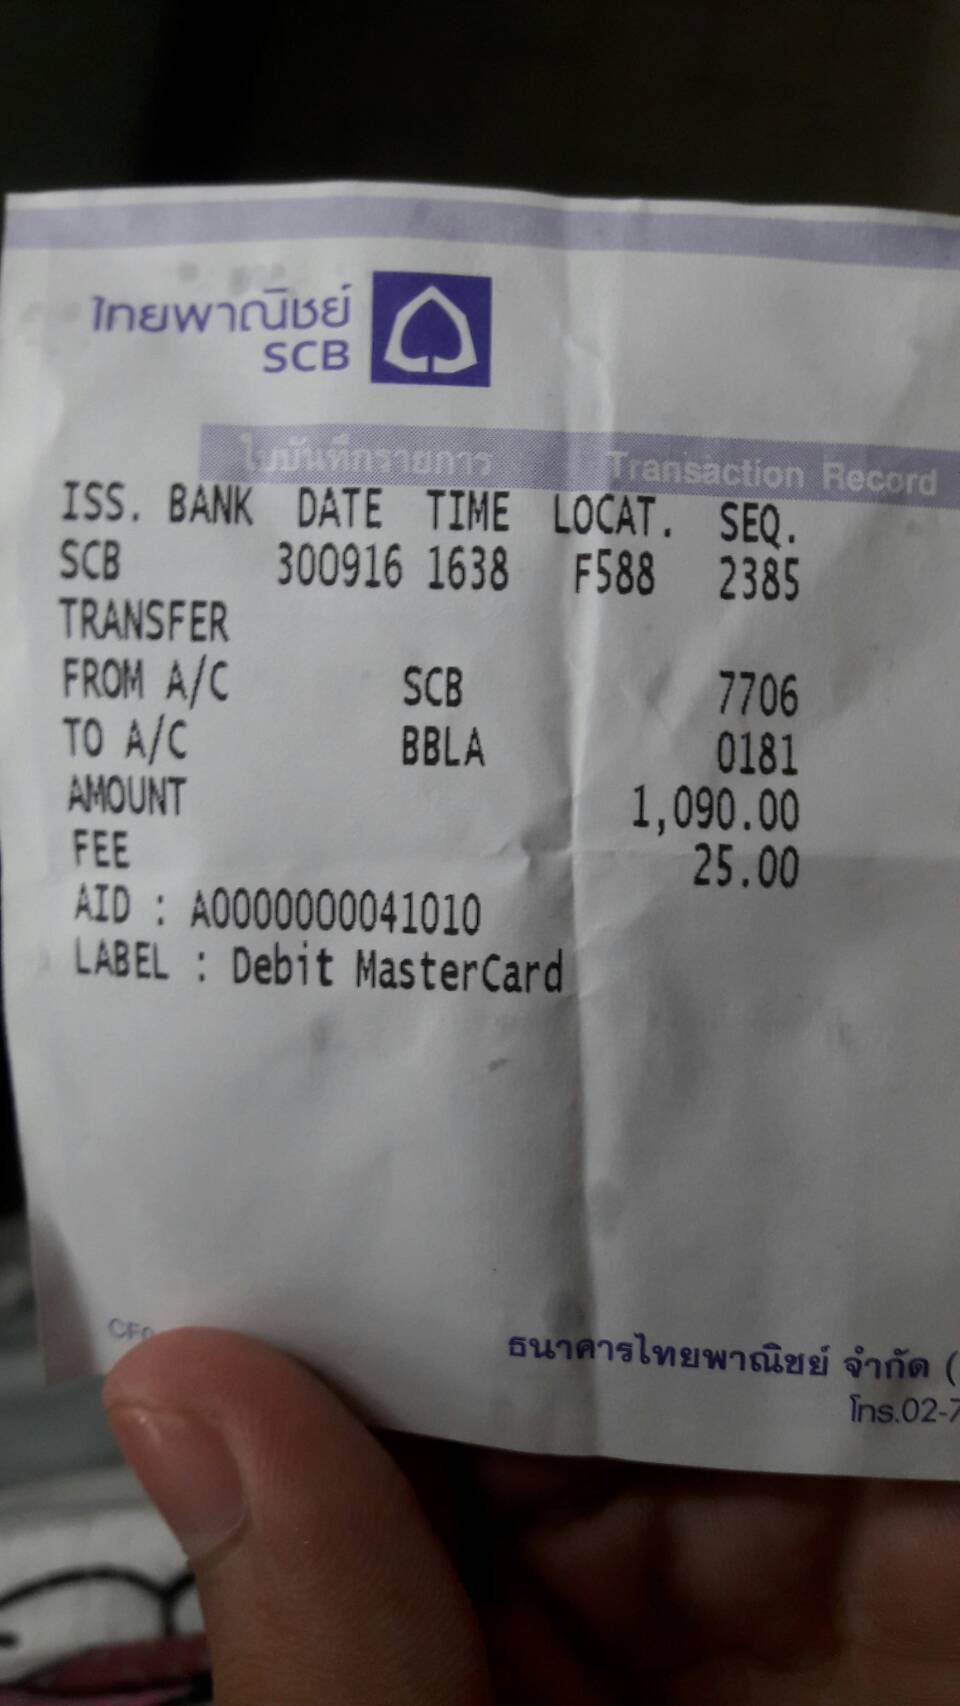 ไทยพาณิชย์
SCB
ใบบันทึกรายการ Transaction Record
ISS. BANK DATE TIME LOCAT. SEQ.
SCB 300916 1638 F588 2385
TRANSFER
FROM A/C SCB 7706
TO A/C BBLA 0181
AMOUNT 1,090.00
FEE 25.00
AID : A0000000041010
LABEL : Debit MasterCard
ธนาคารไทยพาณิชย์ จำกัด (
โทร.02-7